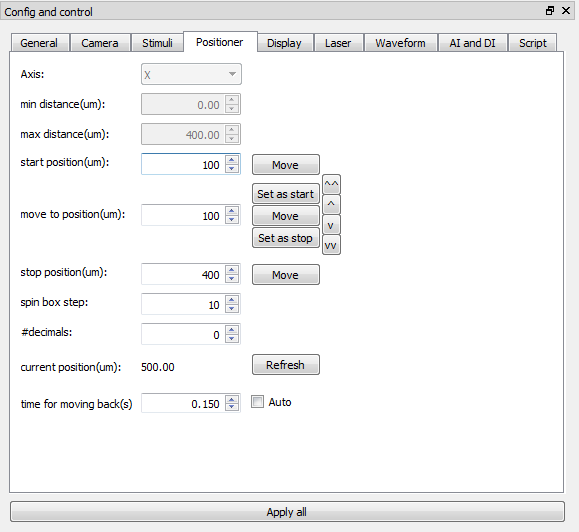 Config and control
General Camera Stimuli Positioner Display Laser Waveform AI and DI Script
Axis: X
min distance(um): 0.00
max distance(um): 400.00
start position(um): 100 Move
Set as start ^^
^
move to position(um): 100 Move
v
Set as stop
vv
stop position(um): 400 Move
spin box step: 10
#decimals: 0
current position(um): 500.00 Refresh
time for moving back(s) 0.150 Auto
Apply all